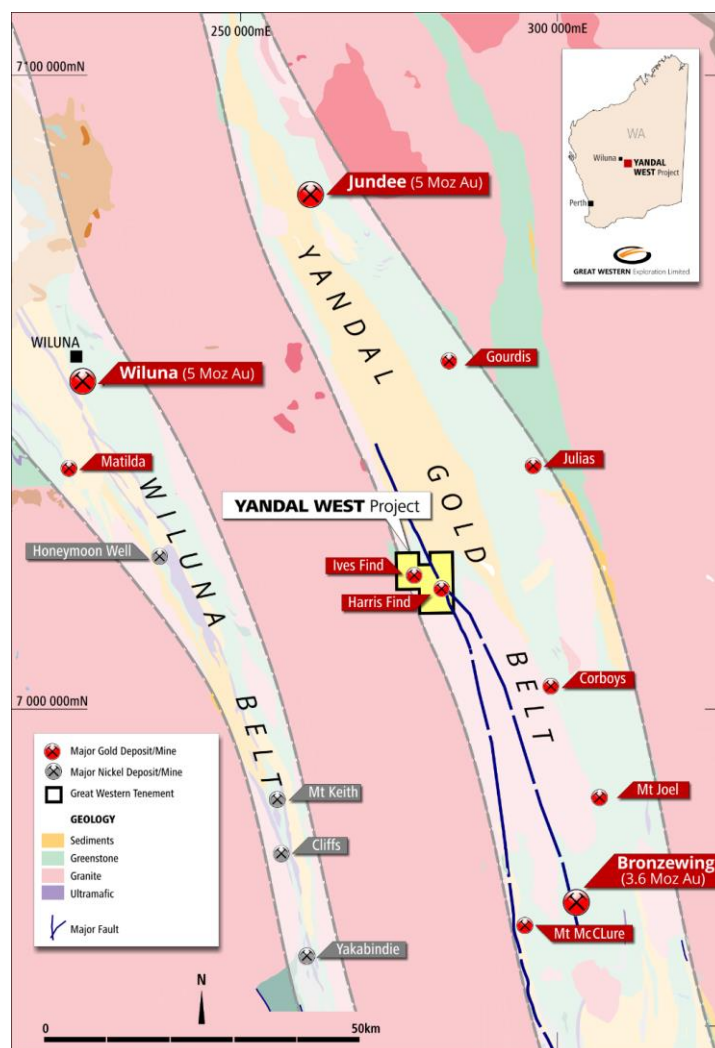 250 000mE
300 000mE
7100 000mN
WA
Wiluna
YANDAL
WEST Project
Perth
GREAT WESTERN Exploration Limited
Jundee (5 Moz Au)
YANDAL
GOLD
BELT
Gourdis
WILUNA
Wiluna (5 Moz Au)
Matilda
Julias
WILUNA
BELT
YANDAL WEST Project
Honeymoon Well
Ives Find
Harris Find
Corboys
7 000 000mN
Major Gold Deposit/Mine
Major Nickel Deposit/Mine
Great Western Tenement
GEOLOGY
Sediments
Greenstone
Granite
Ultramafic
Major Fault
Mt Keith
Mt Joel
Cliffs
Bronzewing
(3.6 Moz Au)
Mt McCLure
Yakabindie
N
0
50km